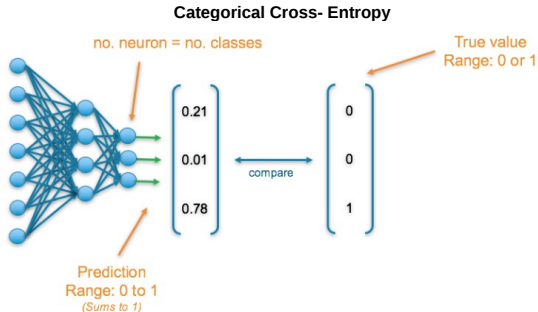 Categorical Cross- Entropy
no. neuron = no. classes
True value
Range: 0 or 1
0.21
0
0.01
compare
0
0.78
1
Prediction
Range: 0 to 1
(Sums to 1)